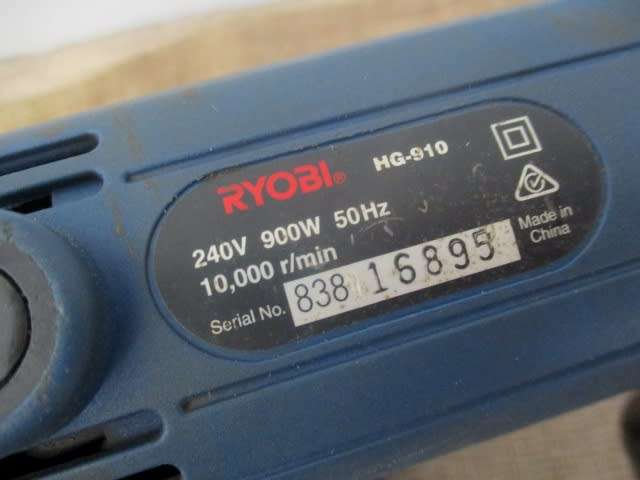 RYOBI® HG-910
240V 900W 50Hz
10,000 r/min
Serial No. 838 16895
Made in
China